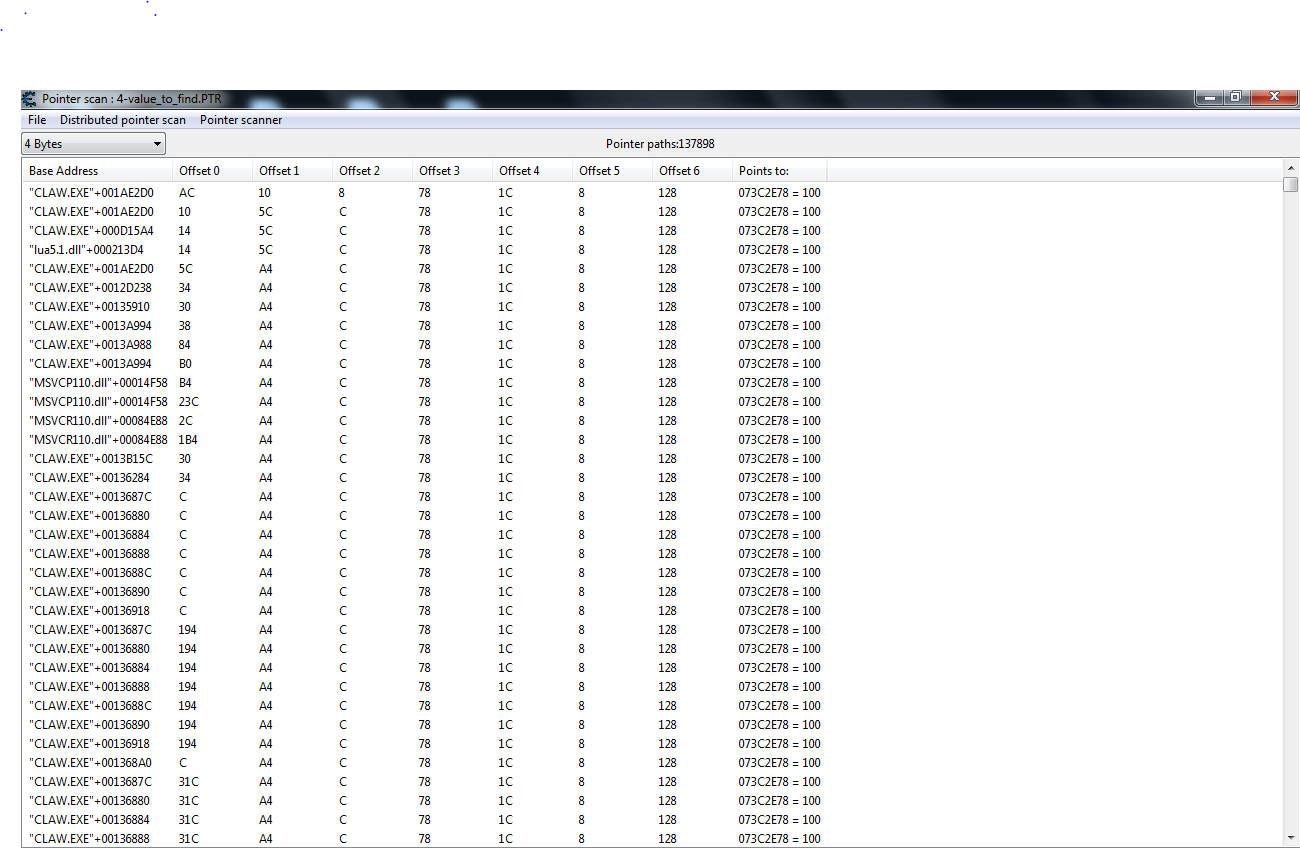 Pointer scan : 4-value_to_find.PTR
File Distributed pointer scan Pointer scanner
4 Bytes Pointer paths:137898
Base Address Offset 0 Offset 1 Offset 2 Offset 3 Offset 4 Offset 5 Offset 6 Points to:
"CLAW.EXE"+001AE2D0 AC 10 8 78 1C 8 128 073C2E78 = 100
"CLAW.EXE"+001AE2D0 10 5C C 78 1C 8 128 073C2E78 = 100
"CLAW.EXE"+000D15A4 14 5C C 78 1C 8 128 073C2E78 = 100
"lua5.1.dll"+000213D4 14 5C C 78 1C 8 128 073C2E78 = 100
"CLAW.EXE"+001AE2D0 5C A4 C 78 1C 8 128 073C2E78 = 100
"CLAW.EXE"+0012D238 34 A4 C 78 1C 8 128 073C2E78 = 100
"CLAW.EXE"+00135910 30 A4 C 78 1C 8 128 073C2E78 = 100
"CLAW.EXE"+0013A994 38 A4 C 78 1C 8 128 073C2E78 = 100
"CLAW.EXE"+0013A988 84 A4 C 78 1C 8 128 073C2E78 = 100
"CLAW.EXE"+0013A994 B0 A4 C 78 1C 8 128 073C2E78 = 100
"MSVCP110.dll"+00014F58 B4 A4 C 78 1C 8 128 073C2E78 = 100
"MSVCP110.dll"+00014F58 23C A4 C 78 1C 8 128 073C2E78 = 100
"MSVCR110.dll"+00084E88 2C A4 C 78 1C 8 128 073C2E78 = 100
"MSVCR110.dll"+00084E88 1B4 A4 C 78 1C 8 128 073C2E78 = 100
"CLAW.EXE"+0013B15C 30 A4 C 78 1C 8 128 073C2E78 = 100
"CLAW.EXE"+00136284 34 A4 C 78 1C 8 128 073C2E78 = 100
"CLAW.EXE"+0013687C C A4 C 78 1C 8 128 073C2E78 = 100
"CLAW.EXE"+00136880 C A4 C 78 1C 8 128 073C2E78 = 100
"CLAW.EXE"+00136884 C A4 C 78 1C 8 128 073C2E78 = 100
"CLAW.EXE"+00136888 C A4 C 78 1C 8 128 073C2E78 = 100
"CLAW.EXE"+0013688C C A4 C 78 1C 8 128 073C2E78 = 100
"CLAW.EXE"+00136890 C A4 C 78 1C 8 128 073C2E78 = 100
"CLAW.EXE"+00136918 C A4 C 78 1C 8 128 073C2E78 = 100
"CLAW.EXE"+0013687C 194 A4 C 78 1C 8 128 073C2E78 = 100
"CLAW.EXE"+00136880 194 A4 C 78 1C 8 128 073C2E78 = 100
"CLAW.EXE"+00136884 194 A4 C 78 1C 8 128 073C2E78 = 100
"CLAW.EXE"+00136888 194 A4 C 78 1C 8 128 073C2E78 = 100
"CLAW.EXE"+0013688C 194 A4 C 78 1C 8 128 073C2E78 = 100
"CLAW.EXE"+00136890 194 A4 C 78 1C 8 128 073C2E78 = 100
"CLAW.EXE"+00136918 194 A4 C 78 1C 8 128 073C2E78 = 100
"CLAW.EXE"+001368A0 C A4 C 78 1C 8 128 073C2E78 = 100
"CLAW.EXE"+0013687C 31C A4 C 78 1C 8 128 073C2E78 = 100
"CLAW.EXE"+00136880 31C A4 C 78 1C 8 128 073C2E78 = 100
"CLAW.EXE"+00136884 31C A4 C 78 1C 8 128 073C2E78 = 100
"CLAW.EXE"+00136888 31C A4 C 78 1C 8 128 073C2E78 = 100